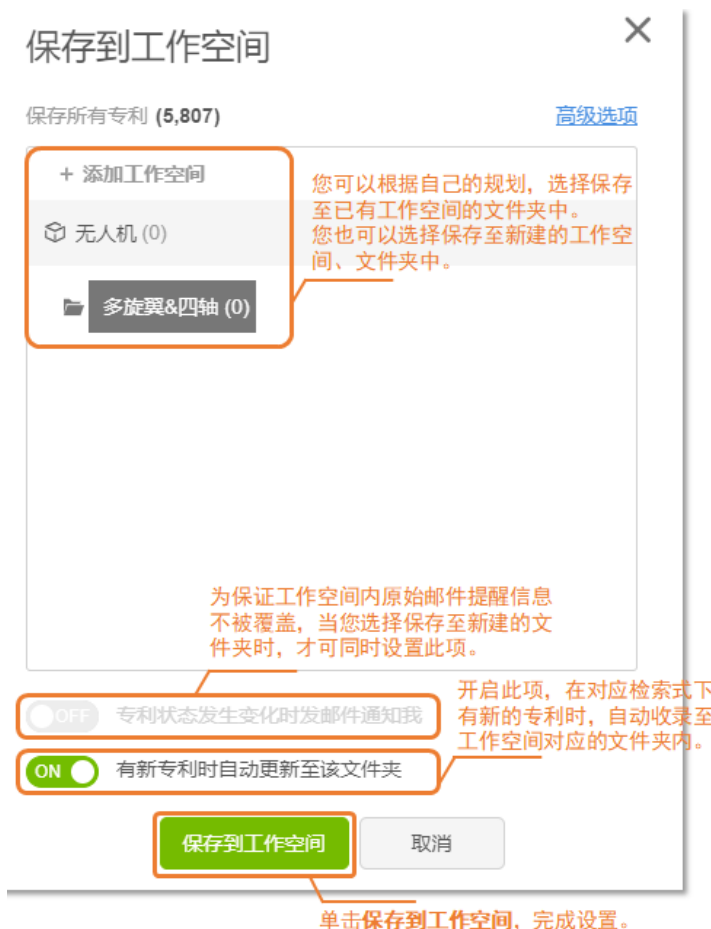 保存到工作空间
保存所有专利 (5,807)
高级选项
+ 添加工作空间
无人机 (0)
多旋翼&四轴 (0)
您可以根据自己的规划，选择保存
至已有工作空间的文件夹中。
您也可以选择保存至新建的工作空
间、文件夹中。
为保证工作空间内原始邮件提醒信息
不被覆盖，当您选择保存至新建的文
件夹时，才可同时设置此项。
OFF 专利状态发生变化时发邮件通知我
开启此项，在对应检索式下
有新的专利时，自动收录至
工作空间对应的文件夹内。
ON 有新专利时自动更新至该文件夹
保存到工作空间
取消
单击保存到工作空间，完成设置。